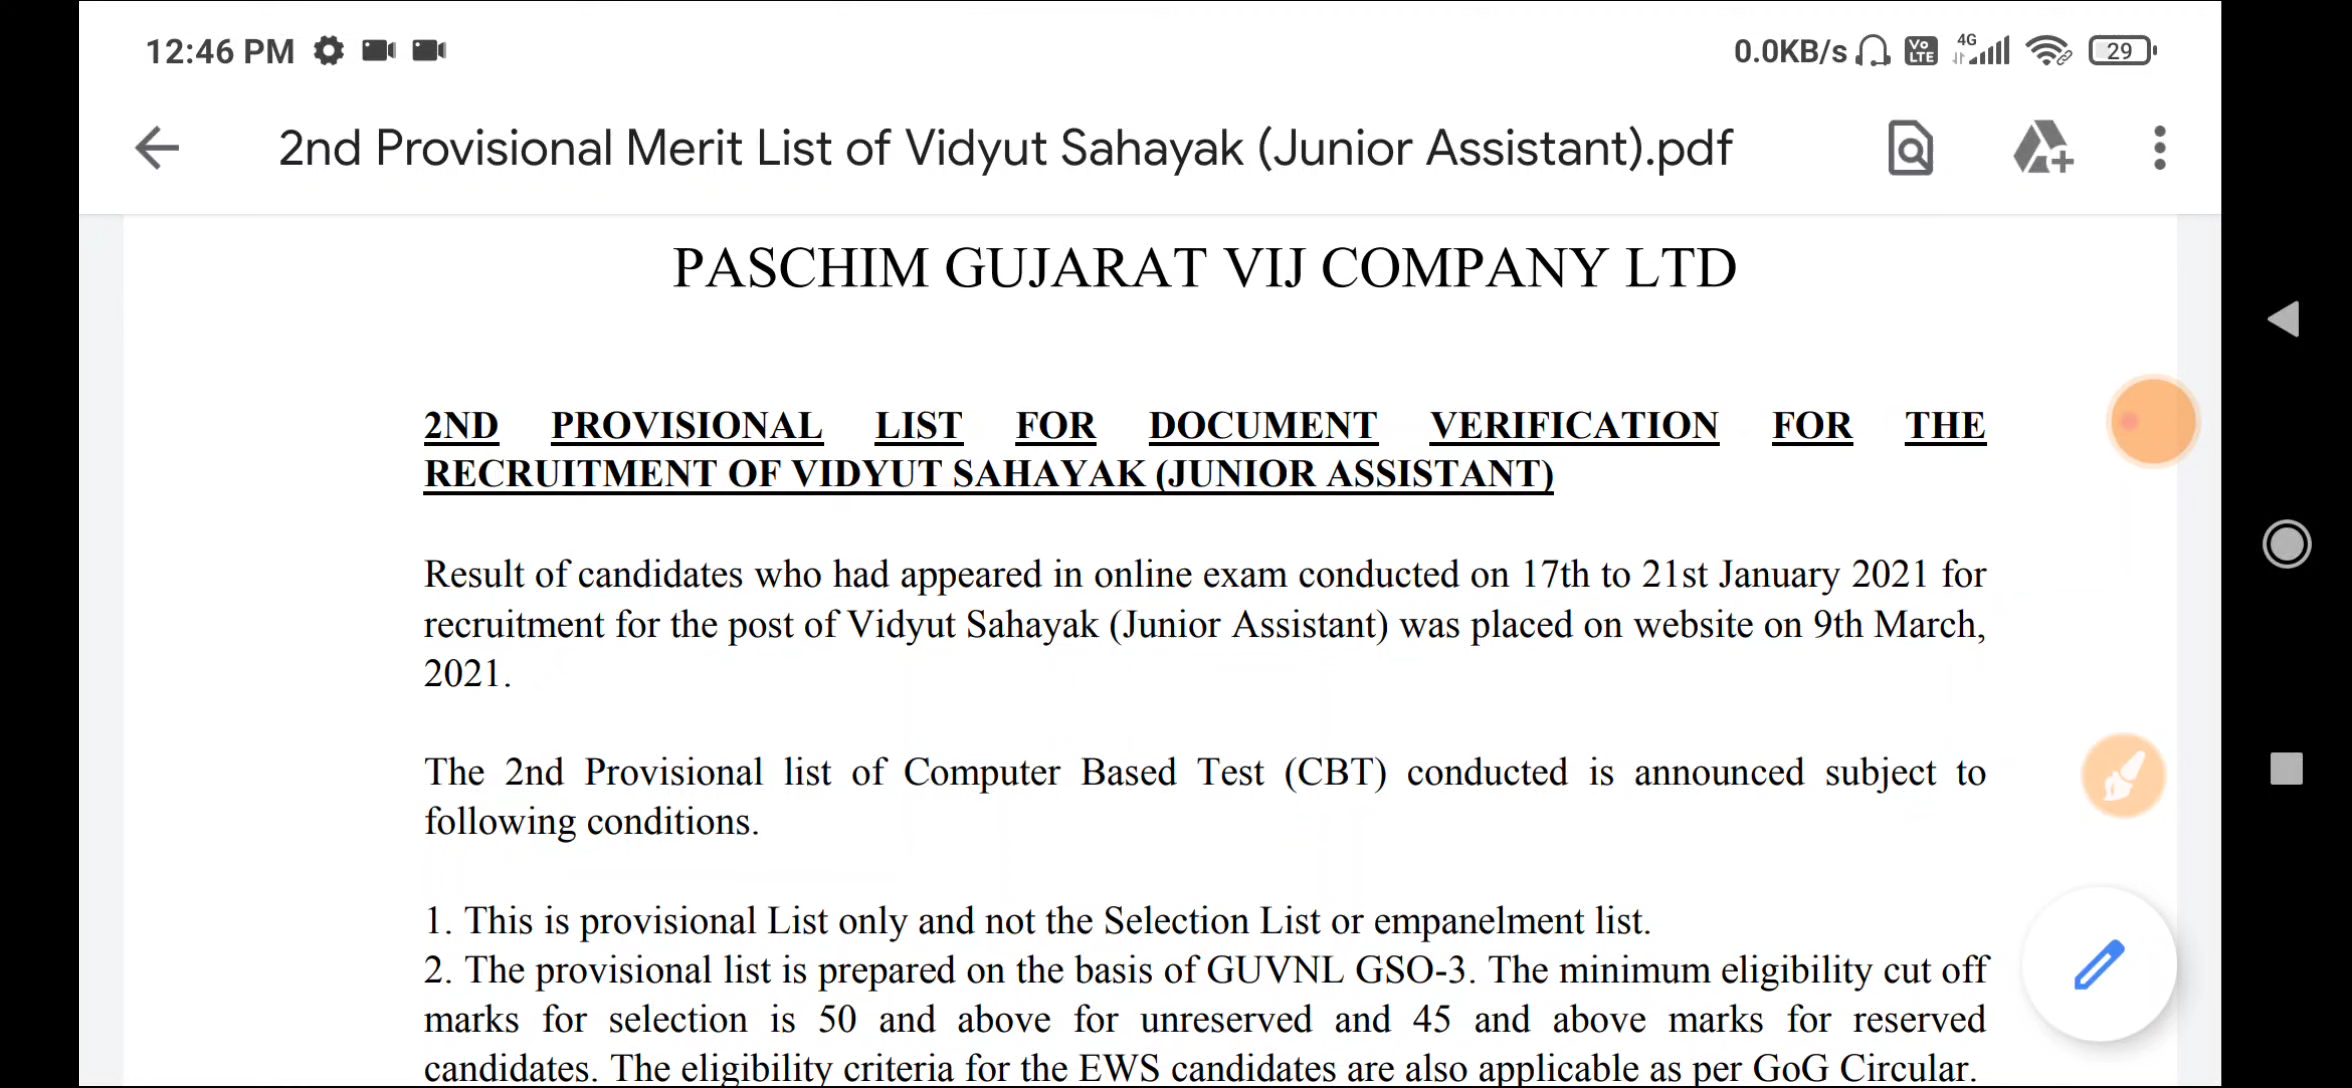 12:46 PM
0.0KB/s Vo LTE 4G 29
2nd Provisional Merit List of Vidyut Sahayak (Junior Assistant).pdf
PASCHIM GUJARAT VIJ COMPANY LTD
2ND PROVISIONAL LIST FOR DOCUMENT VERIFICATION FOR THE
RECRUITMENT OF VIDYUT SAHAYAK (JUNIOR ASSISTANT)
Result of candidates who had appeared in online exam conducted on 17th to 21st January 2021 for
recruitment for the post of Vidyut Sahayak (Junior Assistant) was placed on website on 9th March,
2021.
The 2nd Provisional list of Computer Based Test (CBT) conducted is announced subject to
following conditions.
1. This is provisional List only and not the Selection List or empanelment list.
2. The provisional list is prepared on the basis of GUVNL GSO-3. The minimum eligibility cut off
marks for selection is 50 and above for unreserved and 45 and above marks for reserved
candidates. The eligibility criteria for the EWS candidates are also applicable as per GoG Circular.